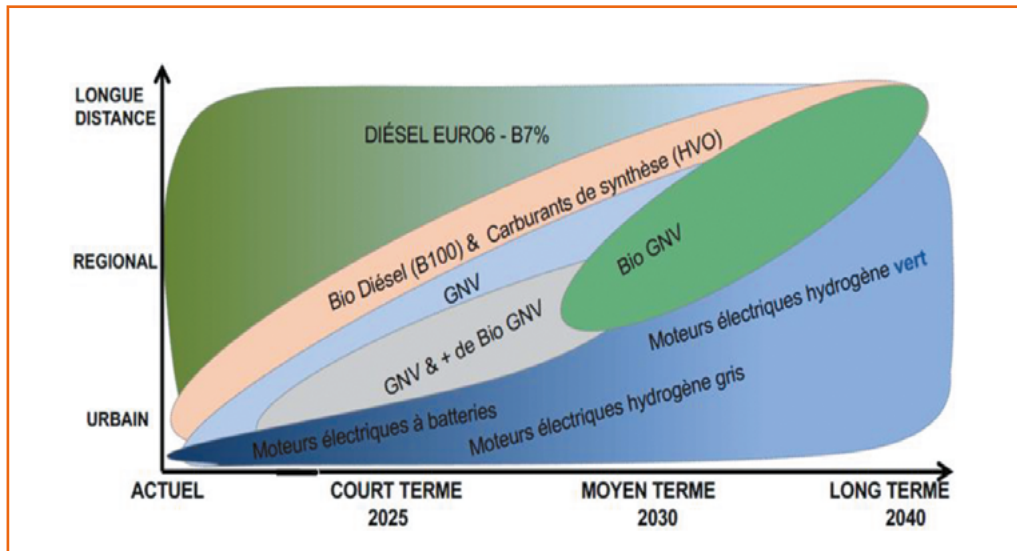 LONGUE
DISTANCE
DIÉSEL EURO6 - B7%
Bio Diésel (B100) & Carburants de synthèse (HVO)
REGIONAL
GNV
Bio GNV
GNV & + de Bio GNV
Moteurs électriques hydrogène vert
URBAIN
Moteurs électriques à batteries
Moteurs électriques hydrogène gris
ACTUEL
COURT TERME
2025
MOYEN TERME
2030
LONG TERME
2040